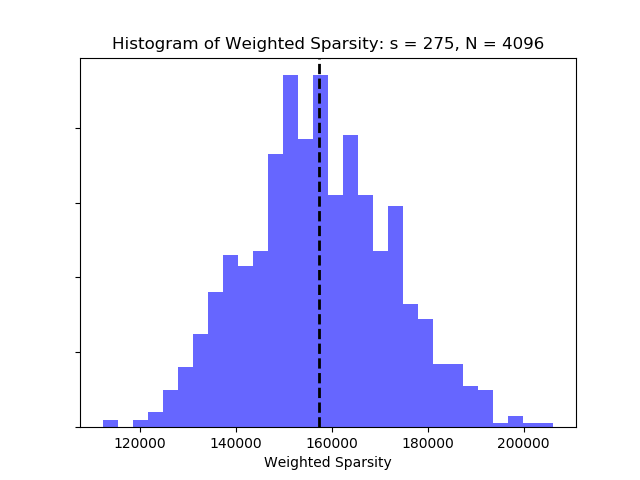 Histogram of Weighted Sparsity: s = 275, N = 4096
120000 140000 160000 180000 200000
Weighted Sparsity